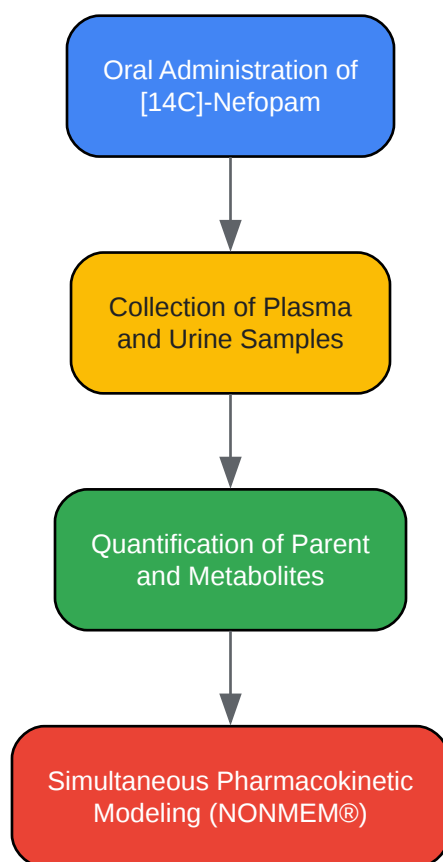 Oral Administration of
[14C]-Nefopam
Collection of Plasma
and Urine Samples
Quantification of Parent
and Metabolites
Simultaneous Pharmacokinetic
Modeling (NONMEM®)